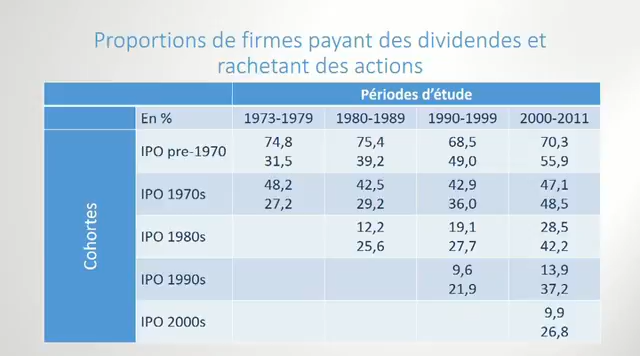 Proportions de firmes payant des dividendes et
rachetant des actions
Périodes d'étude
En % 1973-1979 1980-1989 1990-1999 2000-2011
Cohortes
IPO pre-1970 74,8 75,4 68,5 70,3
31,5 39,2 49,0 55,9
IPO 1970s 48,2 42,5 42,9 47,1
27,2 29,2 36,0 48,5
IPO 1980s 12,2 19,1 28,5
25,6 27,7 42,2
IPO 1990s 9,6 13,9
21,9 37,2
IPO 2000s 9,9
26,8